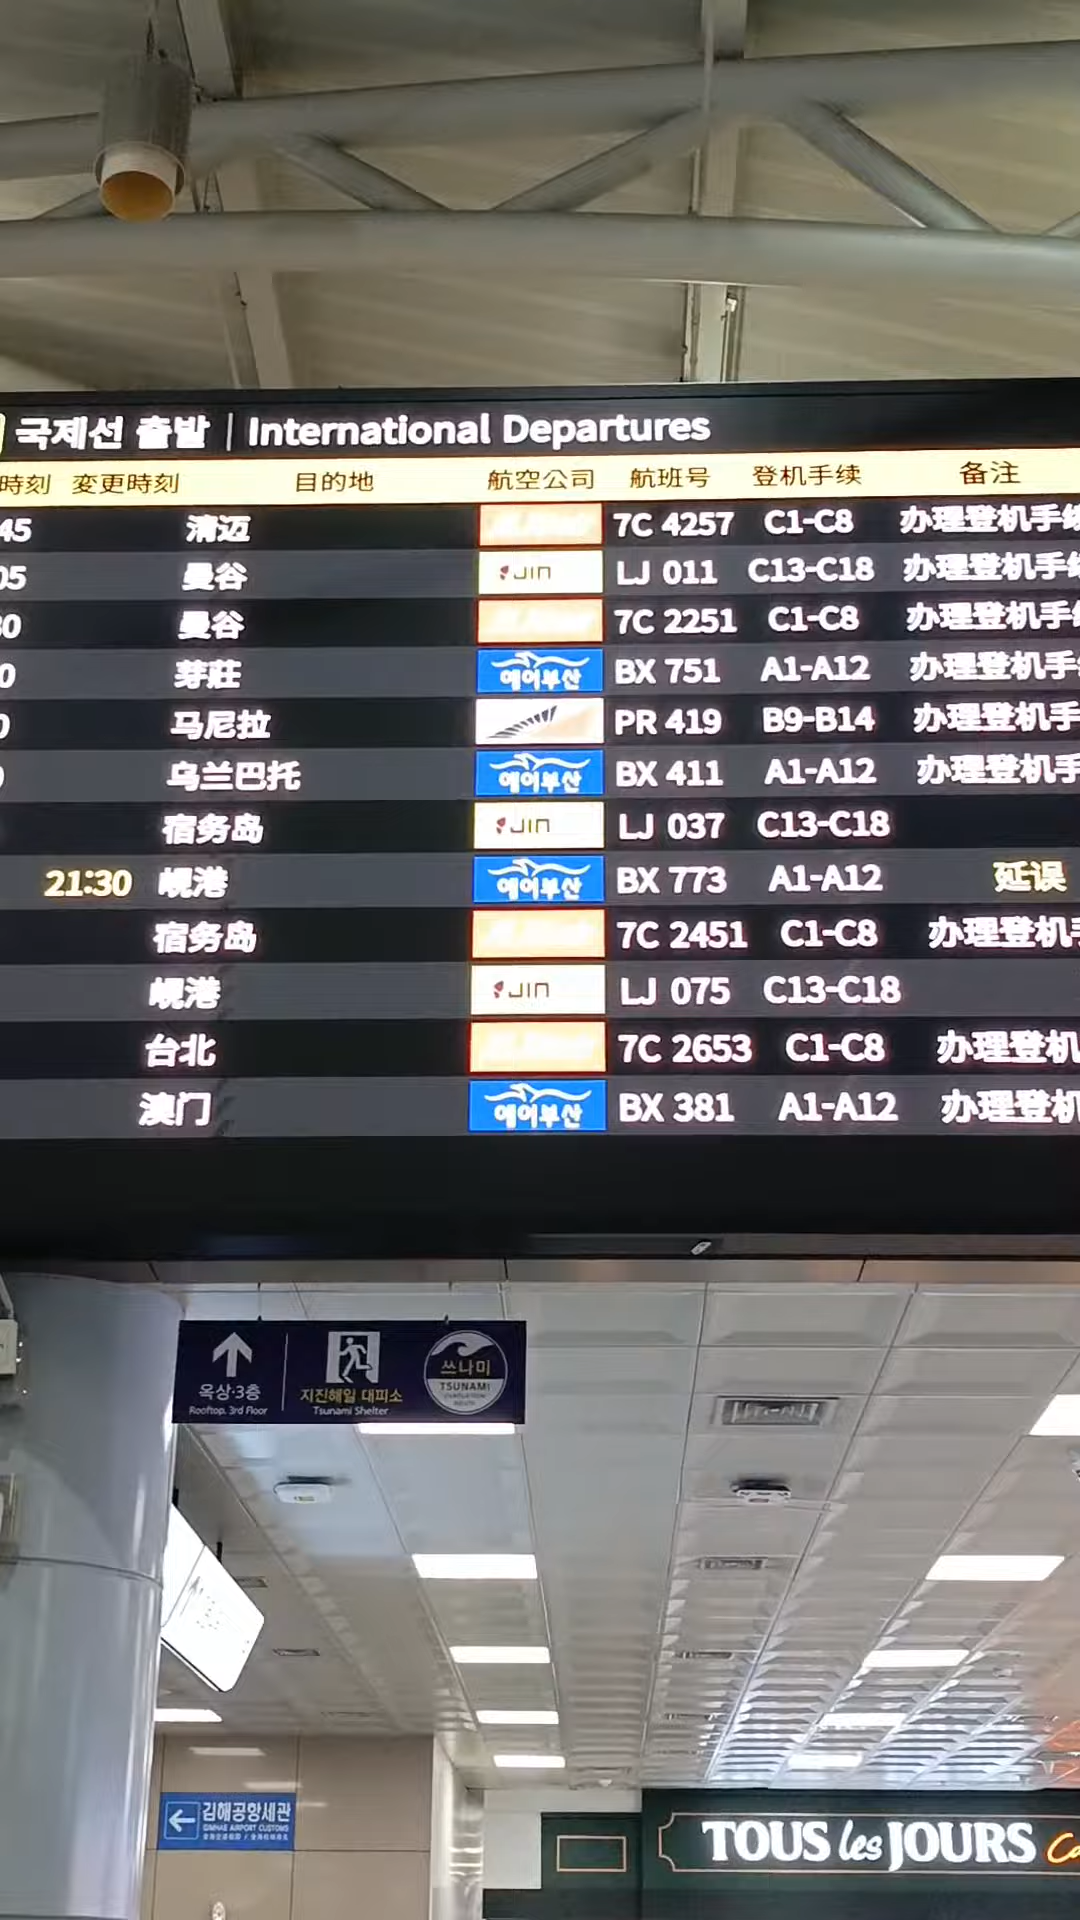 국제선 출발 | International Departures
時刻 変更時刻 目的地 航空公司 航班号 登机手续 备注
45 清迈 7C 4257 C1-C8 办理登机手续
05 曼谷 JIN LJ 011 C13-C18 办理登机手续
30 曼谷 7C 2251 C1-C8 办理登机手续
0 芽莊 에어부산 BX 751 A1-A12 办理登机手
0 马尼拉 PR 419 B9-B14 办理登机手
乌兰巴托 에어부산 BX 411 A1-A12 办理登机手
宿务岛 JIN LJ 037 C13-C18
21:30 岘港 에어부산 BX 773 A1-A12 延误
宿务岛 7C 2451 C1-C8 办理登机手
岘港 JIN LJ 075 C13-C18
台北 7C 2653 C1-C8 办理登机
澳门 에어부산 BX 381 A1-A12 办理登机
옥상·3층
Rooftop, 3rd Floor
지진해일 대피소
Tsunami Shelter
쓰나미
TSUNAMI
김해공항세관
GIMHAE AIRPORT CUSTOMS
TOUS les JOURS Ca